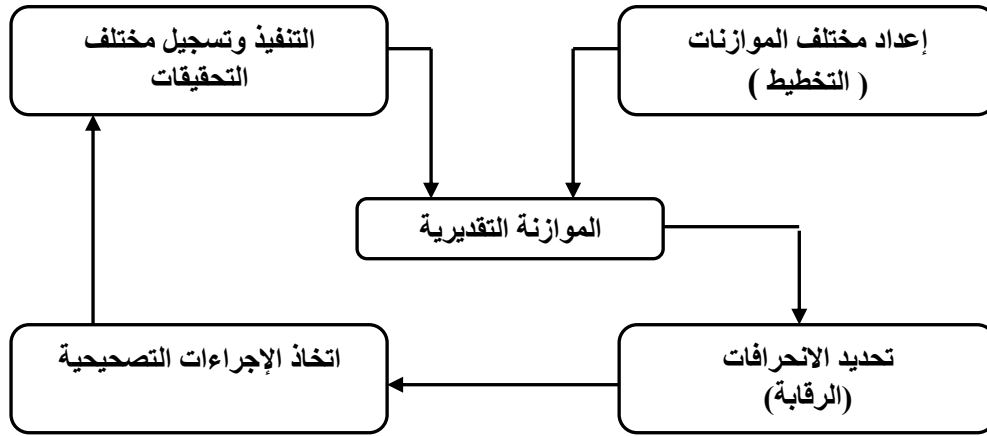 إعداد مختلف الموازنات
( التخطيط )
التنفيذ وتسجيل مختلف
التحقيقات
الموازنة التقديرية
تحديد الانحرافات
(الرقابة)
اتخاذ الإجراءات التصحيحية